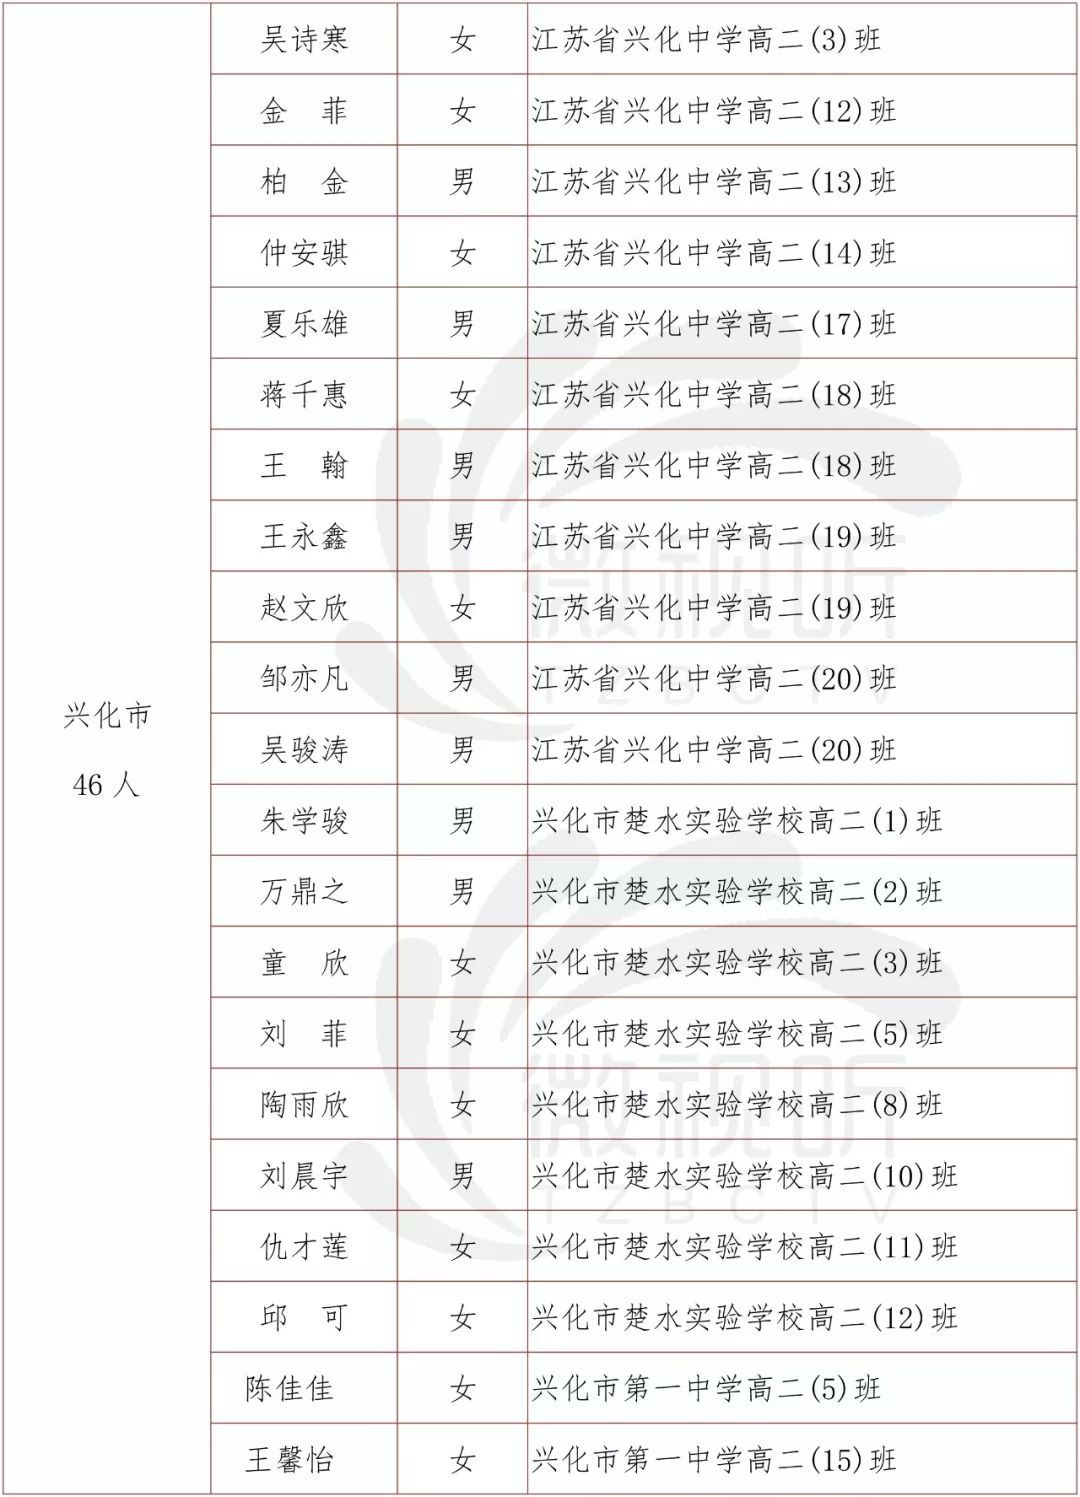 吴诗寒 女 江苏省兴化中学高二(3)班
金 菲 女 江苏省兴化中学高二(12)班
柏 金 男 江苏省兴化中学高二(13)班
仲安骐 女 江苏省兴化中学高二(14)班
夏乐雄 男 江苏省兴化中学高二(17)班
蒋千惠 女 江苏省兴化中学高二(18)班
王 翰 男 江苏省兴化中学高二(18)班
王永鑫 男 江苏省兴化中学高二(19)班
赵文欣 女 江苏省兴化中学高二(19)班
邹亦凡 男 江苏省兴化中学高二(20)班
兴化市
46 人
吴骏涛 男 江苏省兴化中学高二(20)班
朱学骏 男 兴化市楚水实验学校高二(1)班
万鼎之 男 兴化市楚水实验学校高二(2)班
童 欣 女 兴化市楚水实验学校高二(3)班
刘 菲 女 兴化市楚水实验学校高二(5)班
陶雨欣 女 兴化市楚水实验学校高二(8)班
刘晨宇 男 兴化市楚水实验学校高二(10)班
仇才莲 女 兴化市楚水实验学校高二(11)班
邱 可 女 兴化市楚水实验学校高二(12)班
陈佳佳 女 兴化市第一中学高二(5)班
王馨怡 女 兴化市第一中学高二(15)班
微视听
TZBCTV
微视听
TZBCTV